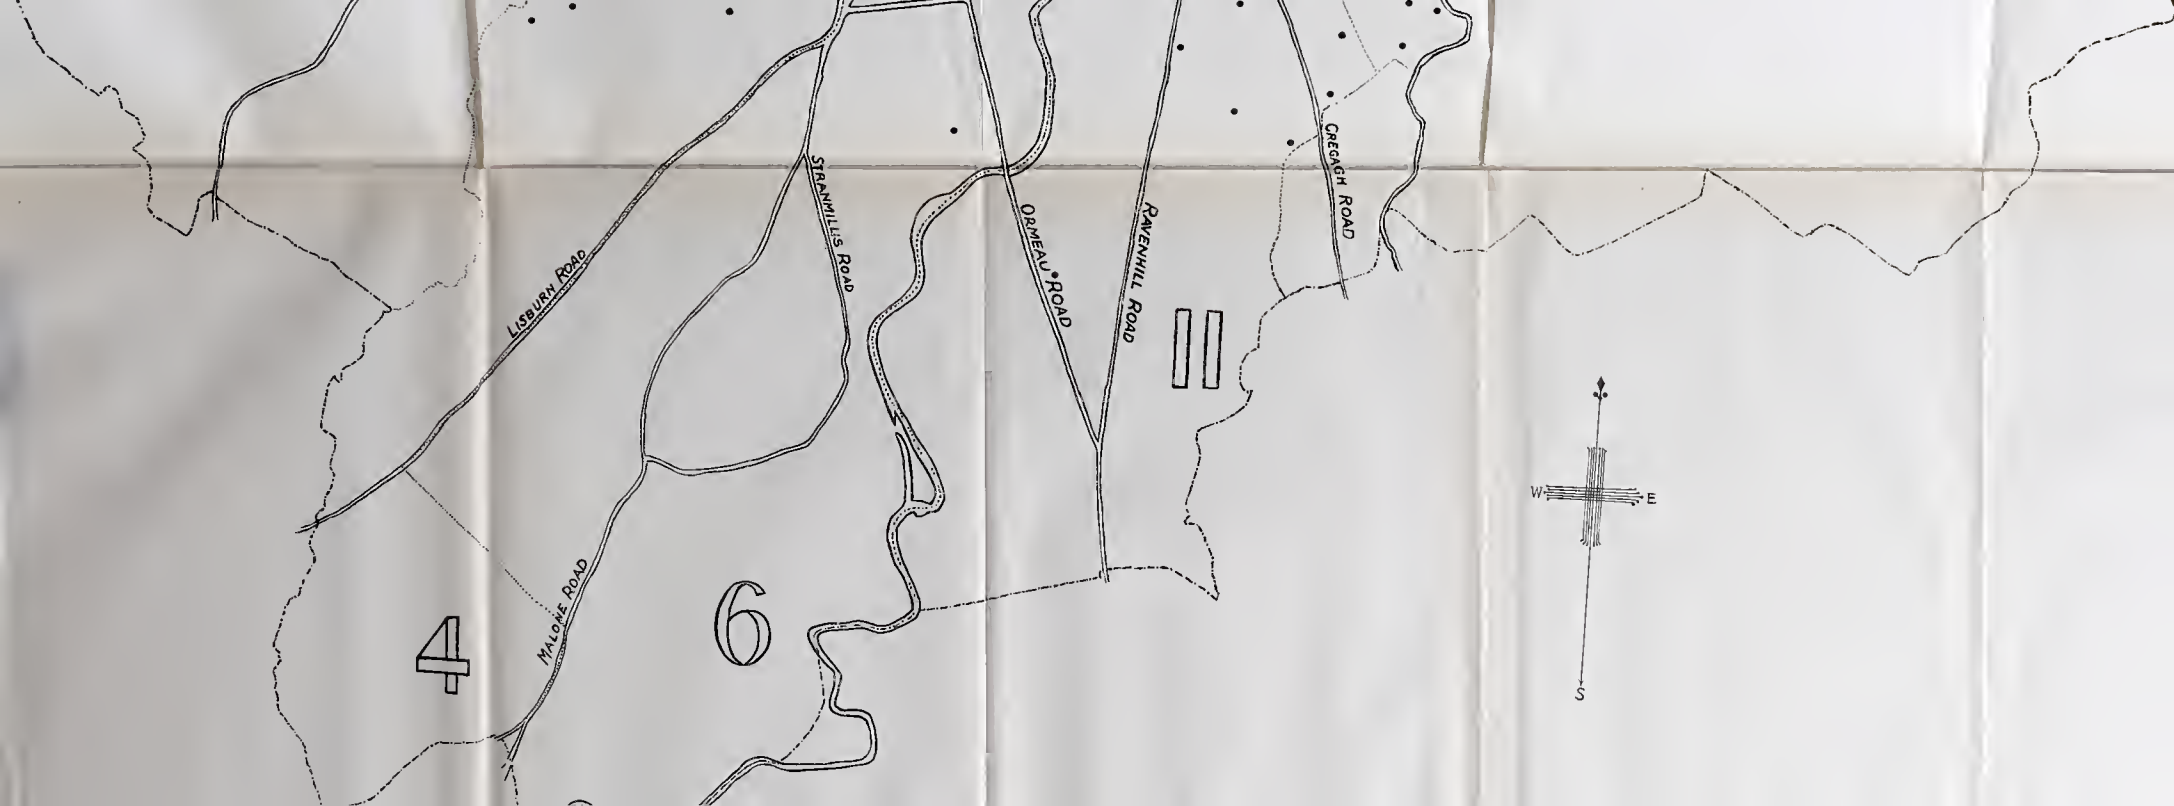 STRANMILLIS ROAD
CREGAGH ROAD
LISBURN ROAD
ORMEAU ROAD
RAVENHILL ROAD
11
W E
S
MALONE ROAD
4
6